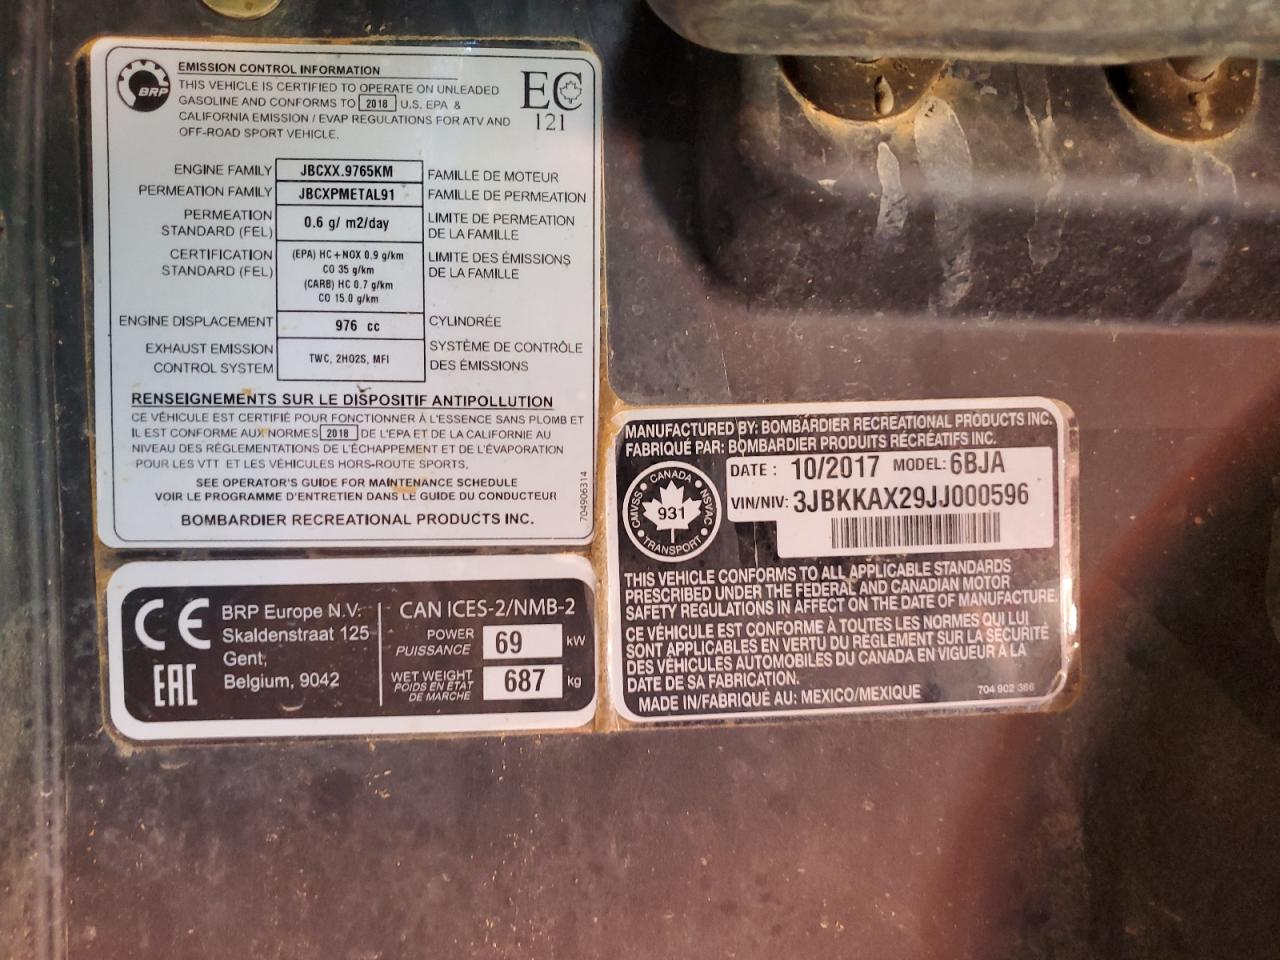 BRP
EMISSION CONTROL INFORMATION
THIS VEHICLE IS CERTIFIED TO OPERATE ON UNLEADED
GASOLINE AND CONFORMS TO 2018 U.S. EPA &
CALIFORNIA EMISSION / EVAP REGULATIONS FOR ATV AND
OFF-ROAD SPORT VEHICLE.
EC
121
ENGINE FAMILY JBCXX.9765KM FAMILLE DE MOTEUR
PERMEATION FAMILY JBCXPMETAL91 FAMILLE DE PERMEATION
PERMEATION STANDARD (FEL) 0.6 g/ m2/day LIMITE DE PERMEATION DE LA FAMILLE
CERTIFICATION STANDARD (FEL) (EPA) HC+NOX 0.9 g/km LIMITE DES ÉMISSIONS DE LA FAMILLE
CO 35 g/km
(CARB) HC 0.7 g/km
CO 15.0 g/km
ENGINE DISPLACEMENT 976 cc CYLINDRÉE
EXHAUST EMISSION CONTROL SYSTEM TWC, 2HO2S, MFI SYSTÈME DE CONTRÔLE DES ÉMISSIONS
RENSEIGNEMENTS SUR LE DISPOSITIF ANTIPOLLUTION
CE VÉHICULE EST CERTIFIÉ POUR FONCTIONNER À L'ESSENCE SANS PLOMB ET
IL EST CONFORME AUX NORMES 2018 DE L'EPA ET DE LA CALIFORNIE AU
NIVEAU DES RÉGLEMENTATIONS DE L'ÉCHAPPEMENT ET DE L'ÉVAPORATION
POUR LES VTT ET LES VÉHICULES HORS-ROUTE SPORTS.
SEE OPERATOR'S GUIDE FOR MAINTENANCE SCHEDULE
VOIR LE PROGRAMME D'ENTRETIEN DANS LE GUIDE DU CONDUCTEUR
BOMBARDIER RECREATIONAL PRODUCTS INC.
704906314
CE
EAC
BRP Europe N.V.
Skaldenstraat 125
Gent,
Belgium, 9042
CAN ICES-2/NMB-2
POWER
PUISSANCE 69 kW
WET WEIGHT
POIDS EN ÉTAT
DE MARCHE 687 kg
MANUFACTURED BY: BOMBARDIER RECREATIONAL PRODUCTS INC.
FABRIQUÉ PAR: BOMBARDIER PRODUITS RÉCRÉATIFS INC.
CANADA
CMVSS 931 NSVAC
TRANSPORT
DATE : 10/2017 MODEL: 6BJA
VIN/NIV: 3JBKKAX29JJ000596
THIS VEHICLE CONFORMS TO ALL APPLICABLE STANDARDS
PRESCRIBED UNDER THE FEDERAL AND CANADIAN MOTOR
SAFETY REGULATIONS IN AFFECT ON THE DATE OF MANUFACTURE.
CE VÉHICULE EST CONFORME À TOUTES LES NORMES QUI LUI
SONT APPLICABLES EN VERTU DU RÈGLEMENT SUR LA SÉCURITÉ
DES VÉHICULES AUTOMOBILES DU CANADA EN VIGUEUR À LA
DATE DE SA FABRICATION.
MADE IN/FABRIQUÉ AU: MEXICO/MEXIQUE
704 902 366